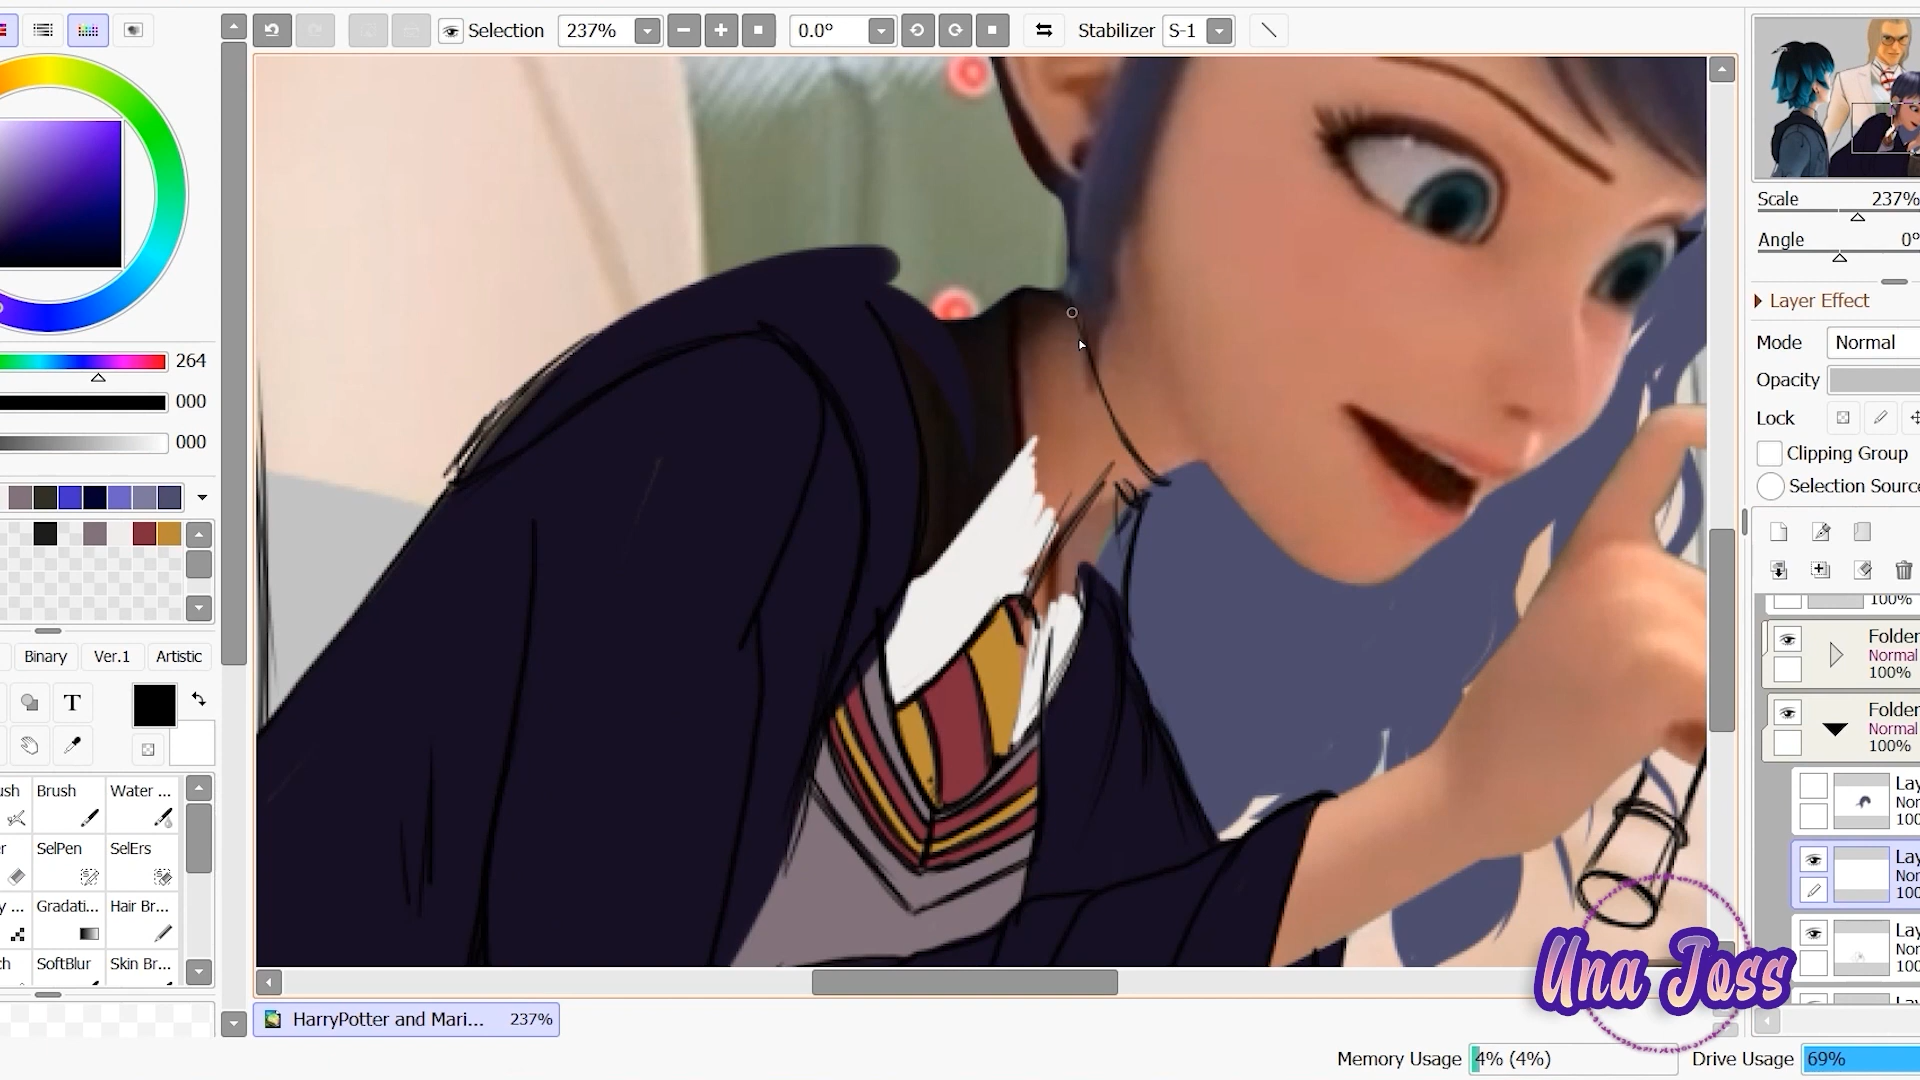 Selection 237% 0.0° Stabilizer S-1
Scale 237%
Angle 0°
Layer Effect
Mode Normal
Opacity
Lock
Clipping Group
Selection Source
264
000
000
Binary Ver.1 Artistic
T
Brush Water ...
SelPen SelErs
Gradati... Hair Br...
SoftBlur Skin Br...
100%
Folder
Normal
100%
Folder
Normal
100%
HarryPotter and Mari... 237%
Una Joss
Memory Usage 4% (4%) Drive Usage 69%